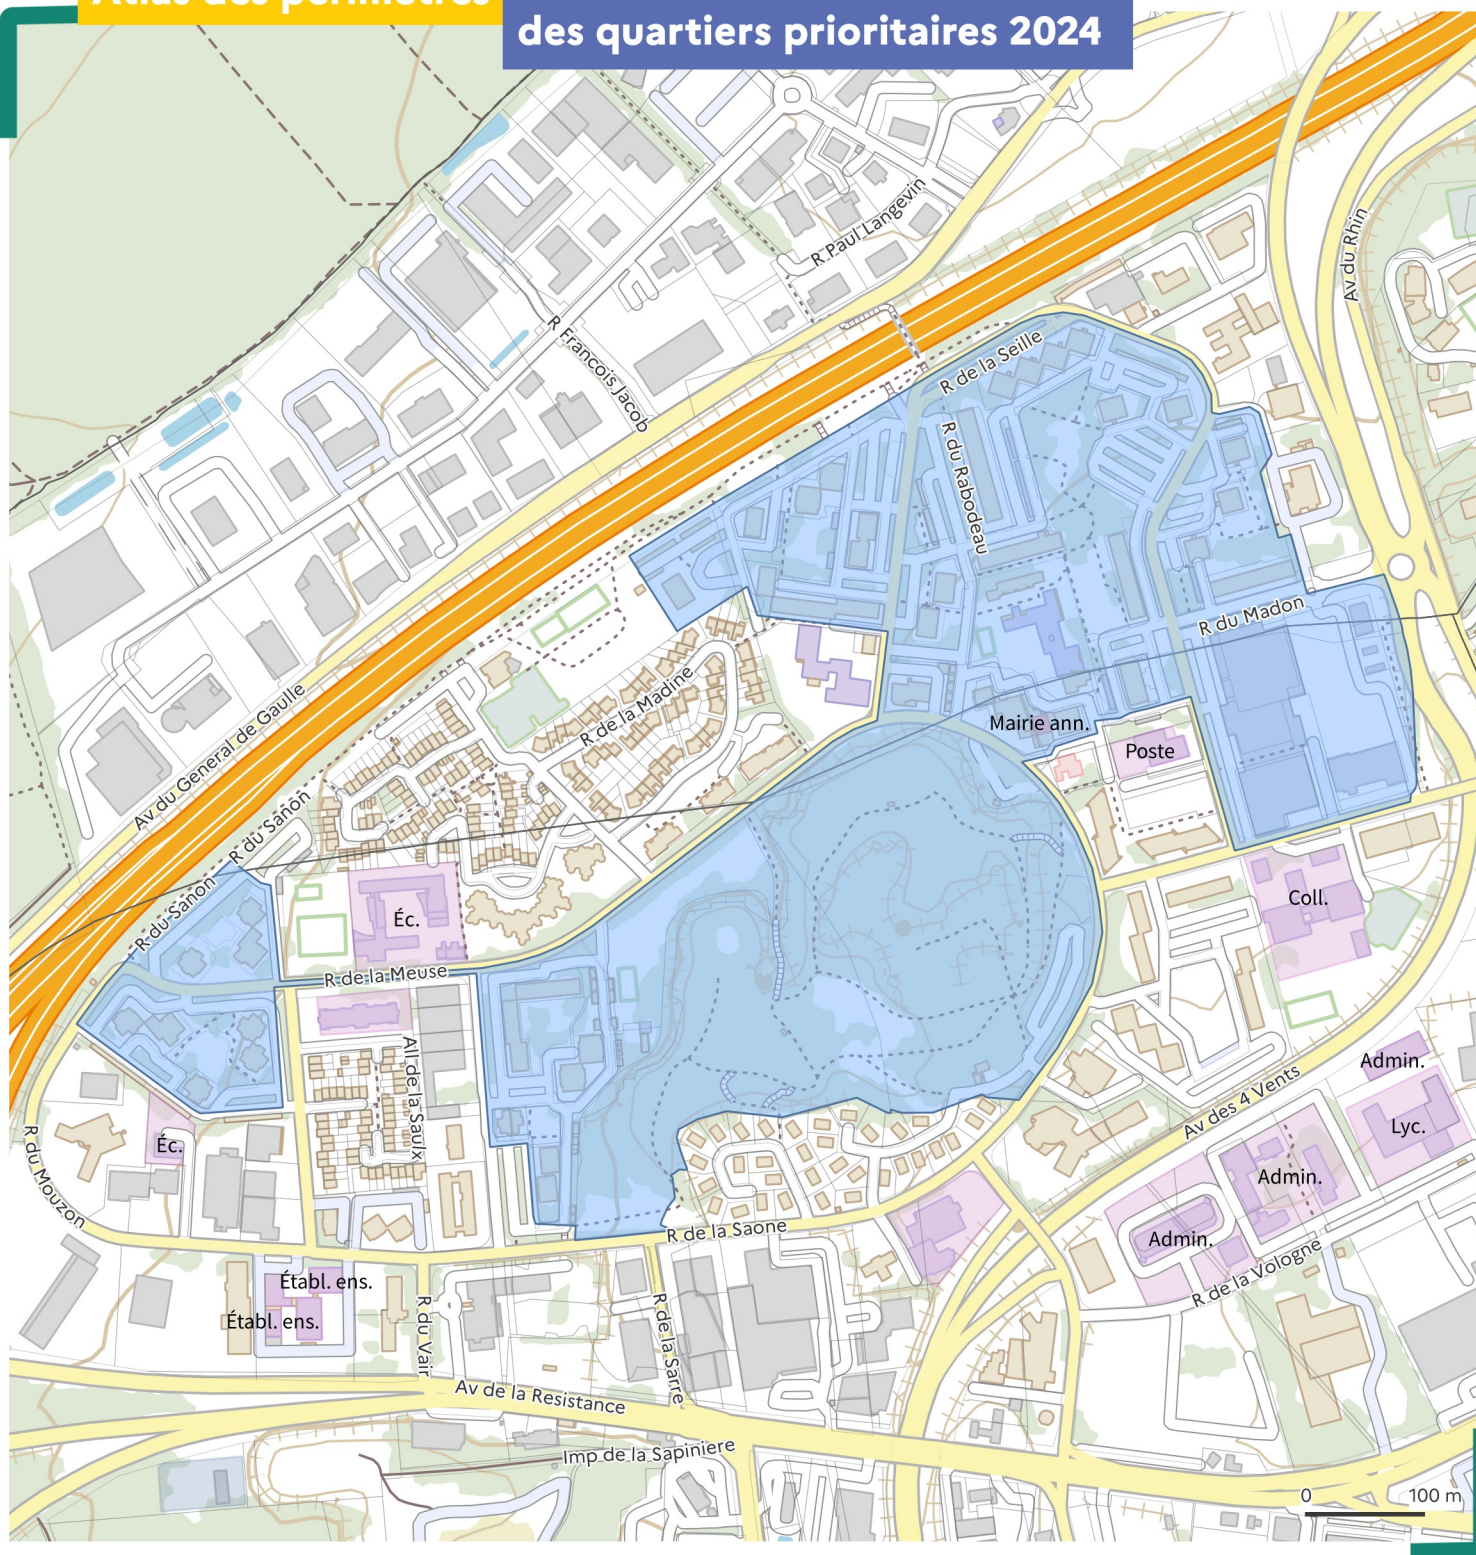 Atlas des périmètres
des quartiers prioritaires 2024
R Paul Langevin
Av du Rhin
R Francois Jacob
R de la Seille
R du Rabodeau
R du Madon
R de la Madine
Mairie ann.
Poste
Av du General de Gaulle
R du Sanon
R du Sanon
Éc.
Coll.
R de la Meuse
All de la Saulx
Admin.
Av des 4 Vents
Lyc.
Éc.
Admin.
R du Mouzon
R de la Saone
Admin.
R de la Vologne
Établ. ens.
Établ. ens.
R du Vair
R de la Sarre
Av de la Resistance
Imp de la Sapiniere
0 100 m